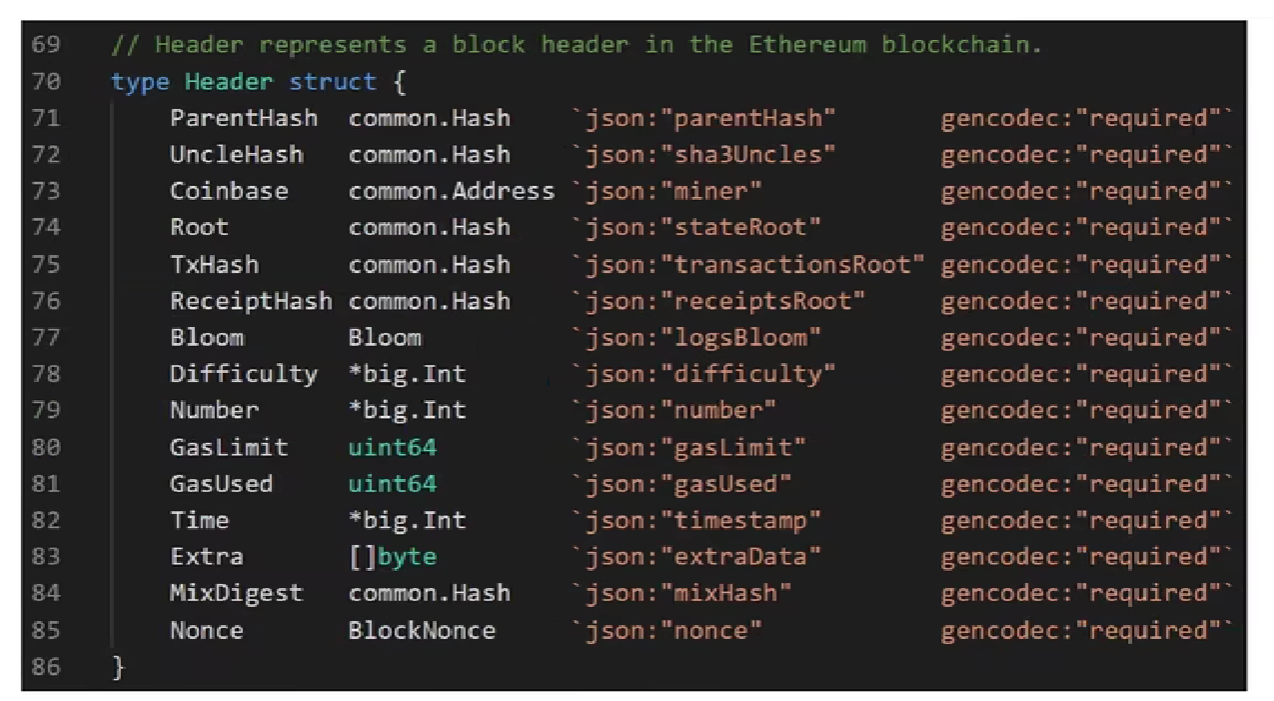 69 // Header represents a block header in the Ethereum blockchain.
70 type Header struct {
71 ParentHash common.Hash `json:"parentHash" gencodec:"required"`
72 UncleHash common.Hash `json:"sha3Uncles" gencodec:"required"`
73 Coinbase common.Address `json:"miner" gencodec:"required"`
74 Root common.Hash `json:"stateRoot" gencodec:"required"`
75 TxHash common.Hash `json:"transactionsRoot" gencodec:"required"`
76 ReceiptHash common.Hash `json:"receiptsRoot" gencodec:"required"`
77 Bloom Bloom `json:"logsBloom" gencodec:"required"`
78 Difficulty *big.Int `json:"difficulty" gencodec:"required"`
79 Number *big.Int `json:"number" gencodec:"required"`
80 GasLimit uint64 `json:"gasLimit" gencodec:"required"`
81 GasUsed uint64 `json:"gasUsed" gencodec:"required"`
82 Time *big.Int `json:"timestamp" gencodec:"required"`
83 Extra []byte `json:"extraData" gencodec:"required"`
84 MixDigest common.Hash `json:"mixHash" gencodec:"required"`
85 Nonce BlockNonce `json:"nonce" gencodec:"required"`
86 }